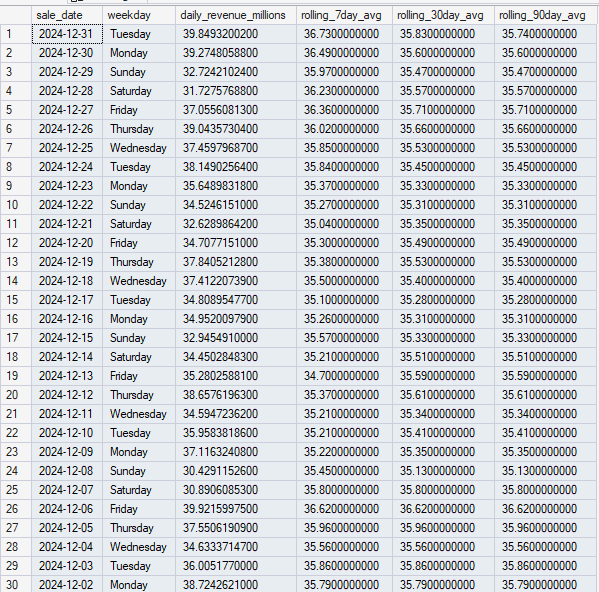 sale_date weekday daily_revenue_millions rolling_7day_avg rolling_30day_avg rolling_90day_avg
1 2024-12-31 Tuesday 39.8493200200 36.7300000000 35.8300000000 35.7400000000
2 2024-12-30 Monday 39.2748058800 36.4900000000 35.6000000000 35.6000000000
3 2024-12-29 Sunday 32.7242102400 35.9700000000 35.4700000000 35.4700000000
4 2024-12-28 Saturday 31.7275768800 36.2300000000 35.5700000000 35.5700000000
5 2024-12-27 Friday 37.0556081300 36.3600000000 35.7100000000 35.7100000000
6 2024-12-26 Thursday 39.0435730400 36.0200000000 35.6600000000 35.6600000000
7 2024-12-25 Wednesday 37.4597968700 35.8500000000 35.5300000000 35.5300000000
8 2024-12-24 Tuesday 38.1490256400 35.8400000000 35.4500000000 35.4500000000
9 2024-12-23 Monday 35.6489831800 35.3700000000 35.3300000000 35.3300000000
10 2024-12-22 Sunday 34.5246151000 35.2700000000 35.3100000000 35.3100000000
11 2024-12-21 Saturday 32.6289864200 35.0400000000 35.3500000000 35.3500000000
12 2024-12-20 Friday 34.7077151000 35.3000000000 35.4900000000 35.4900000000
13 2024-12-19 Thursday 37.8405212800 35.3800000000 35.5300000000 35.5300000000
14 2024-12-18 Wednesday 37.4122073900 35.5000000000 35.4000000000 35.4000000000
15 2024-12-17 Tuesday 34.8089547700 35.1000000000 35.2800000000 35.2800000000
16 2024-12-16 Monday 34.9520097900 35.2600000000 35.3100000000 35.3100000000
17 2024-12-15 Sunday 32.9454910000 35.5700000000 35.3300000000 35.3300000000
18 2024-12-14 Saturday 34.4502848300 35.2100000000 35.5100000000 35.5100000000
19 2024-12-13 Friday 35.2802588100 34.7000000000 35.5900000000 35.5900000000
20 2024-12-12 Thursday 38.6576196300 35.3700000000 35.6100000000 35.6100000000
21 2024-12-11 Wednesday 34.5947236200 35.2100000000 35.3400000000 35.3400000000
22 2024-12-10 Tuesday 35.9583818600 35.2100000000 35.4100000000 35.4100000000
23 2024-12-09 Monday 37.1163240800 35.2200000000 35.3500000000 35.3500000000
24 2024-12-08 Sunday 30.4291152600 35.4500000000 35.1300000000 35.1300000000
25 2024-12-07 Saturday 30.8906085300 35.8000000000 35.8000000000 35.8000000000
26 2024-12-06 Friday 39.9215997500 36.6200000000 36.6200000000 36.6200000000
27 2024-12-05 Thursday 37.5506190900 35.9600000000 35.9600000000 35.9600000000
28 2024-12-04 Wednesday 34.6333714700 35.5600000000 35.5600000000 35.5600000000
29 2024-12-03 Tuesday 36.0051770000 35.8600000000 35.8600000000 35.8600000000
30 2024-12-02 Monday 38.7242621000 35.7900000000 35.7900000000 35.7900000000